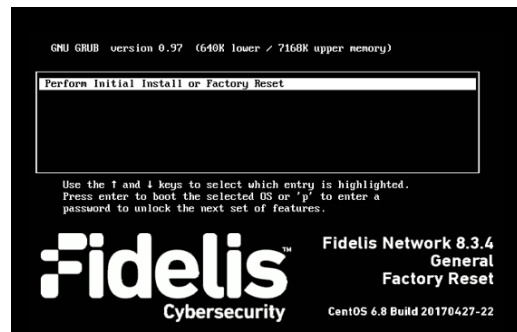 GNU GRUB version 0.97 (640K lower / 7168K upper memory)
Perform Initial Install or Factory Reset
Use the ↑ and ↓ keys to select which entry is highlighted.
Press enter to boot the selected OS or 'p' to enter a
password to unlock the next set of features.
Fidelis™
Cybersecurity
Fidelis Network 8.3.4
General
Factory Reset
CentOS 6.8 Build 20170427-22